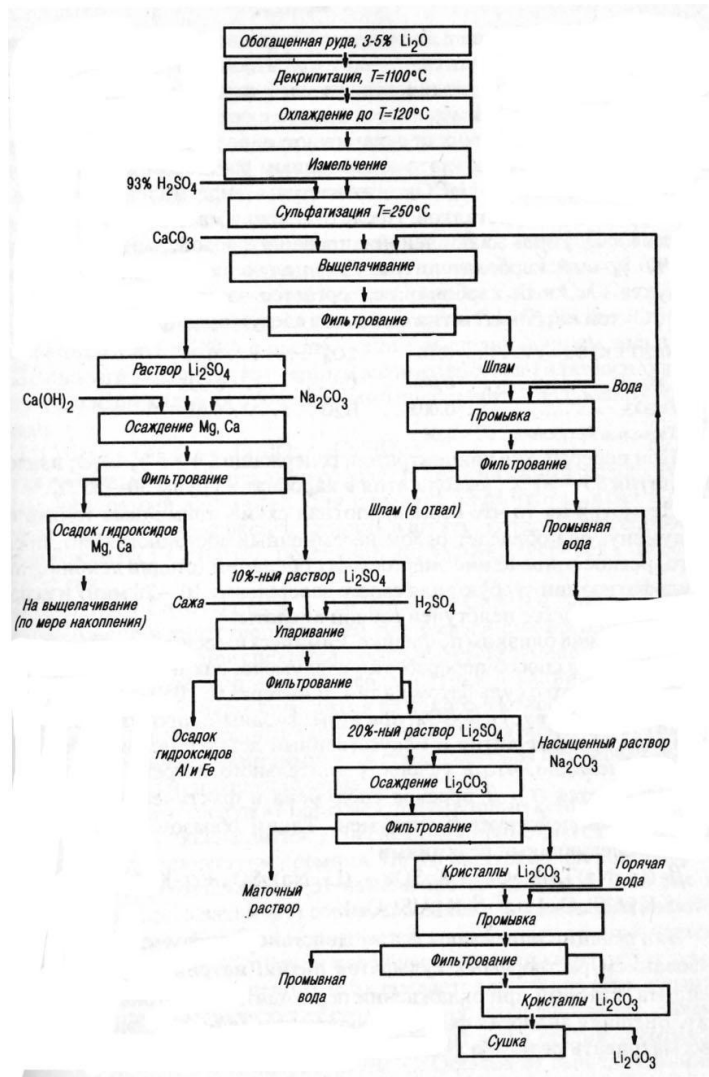 Обогащенная руда, 3-5% Li₂O
Декрипитация, T=1100°C
Охлаждение до T=120°C
Измельчение
93% H₂SO₄
Сульфатизация T=250°C
CaCO₃
Выщелачивание
Фильтрование
Раствор Li₂SO₄
Шлам
Ca(OH)₂
Na₂CO₃
Вода
Осаждение Mg, Ca
Промывка
Фильтрование
Фильтрование
Осадок гидроксидов
Mg, Ca
Шлам (в отвал)
Промывная
вода
10%-ный раствор Li₂SO₄
На выщелачивание
(по мере накопления)
Сажа
H₂SO₄
Упаривание
Фильтрование
Осадок
гидроксидов
Al и Fe
20%-ный раствор Li₂SO₄
Насыщенный раствор
Na₂CO₃
Осаждение Li₂CO₃
Фильтрование
Маточный
раствор
Кристаллы Li₂CO₃
Горячая
вода
Промывка
Фильтрование
Промывная
вода
Кристаллы Li₂CO₃
Сушка
Li₂CO₃